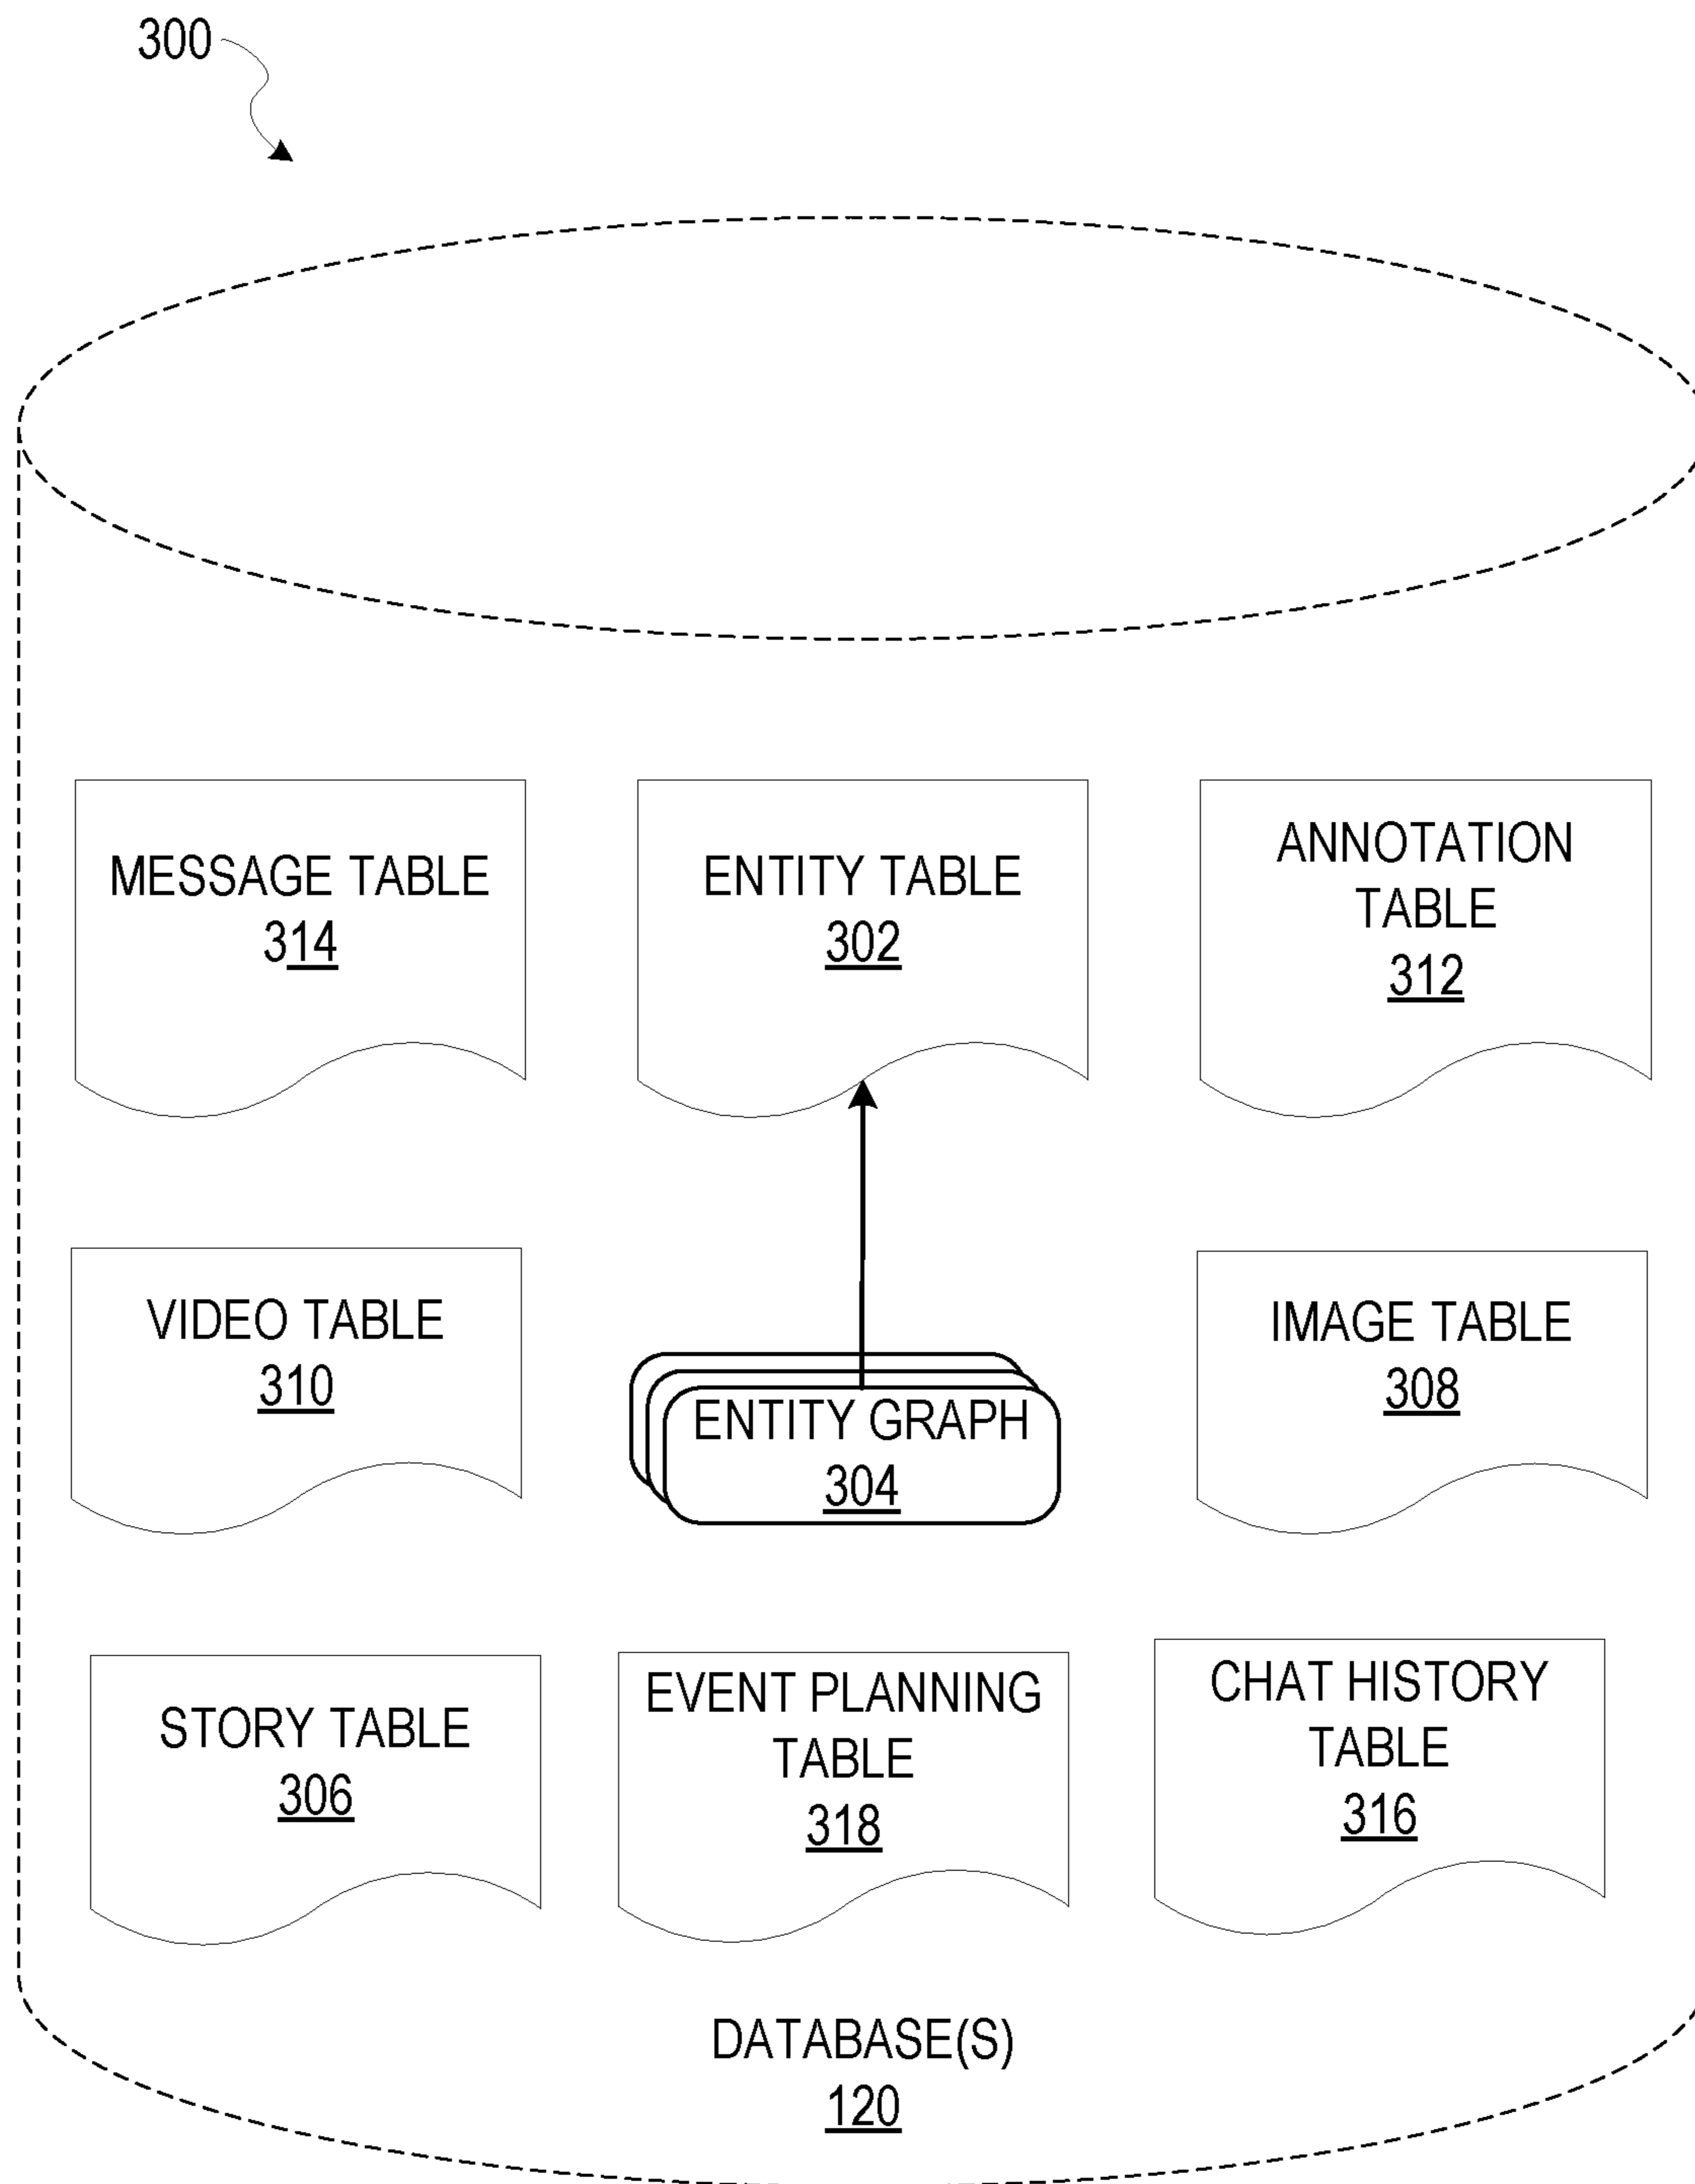 300
MESSAGE TABLE
314
ENTITY TABLE
302
ANNOTATION
TABLE
312
VIDEO TABLE
310
ENTITY GRAPH
304
IMAGE TABLE
308
STORY TABLE
306
EVENT PLANNING
TABLE
318
CHAT HISTORY
TABLE
316
DATABASE(S)
120